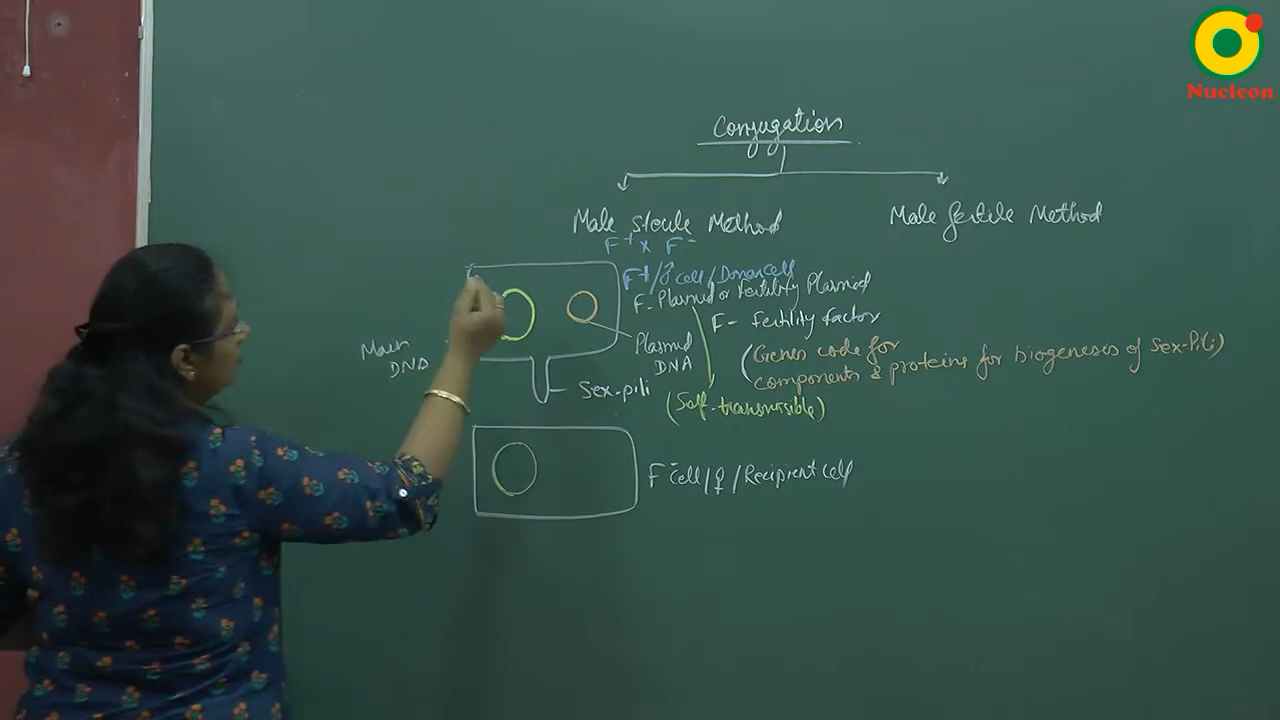 Nucleon
Conjugation
Male sterile Method
Male fertile Method
F⁺ x F⁻
F⁺/♂ cell/Donar cell
F- Plasmid or Fertility Plasmid
F- fertility factor
Main
DNA
Plasmid
DNA
(Genes code for
components & proteins for biogenesis of Sex-Pili)
Sex-pili
(Self-transmissible)
F⁻ cell/♀/Recipient cell